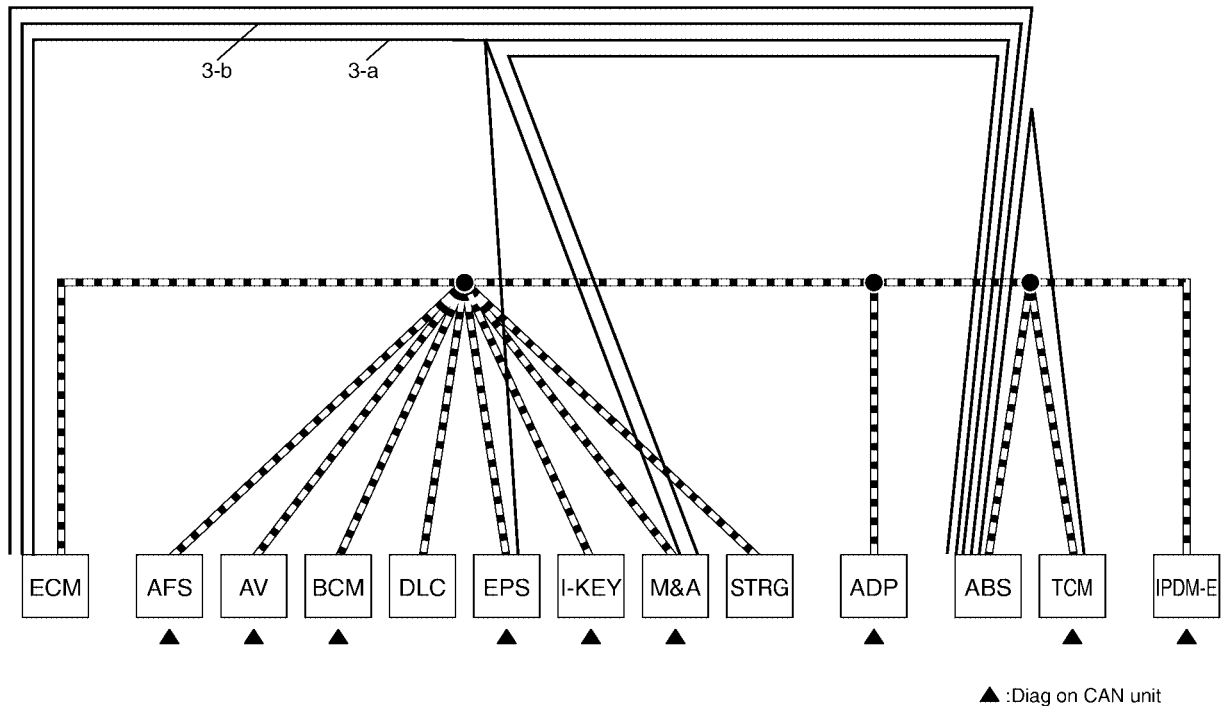 3-b
3-a
ECM AFS AV BCM DLC EPS I-KEY M&A STRG ADP ABS TCM IPDM-E
▲ :Diag on CAN unit